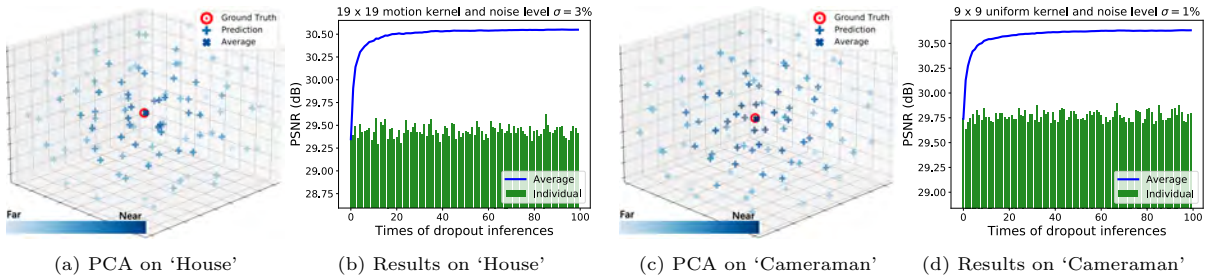 Ground Truth
Prediction
Average
Far
Near
(a) PCA on ‘House’
19 x 19 motion kernel and noise level σ = 3%
PSNR (dB)
30.50
30.25
30.00
29.75
29.50
29.25
29.00
28.75
Average
Individual
0 20 40 60 80 100
Times of dropout inferences
(b) Results on ‘House’
Ground Truth
Prediction
Average
Far
Near
(c) PCA on ‘Cameraman’
9 x 9 uniform kernel and noise level σ = 1%
PSNR (dB)
30.50
30.25
30.00
29.75
29.50
29.25
29.00
Average
Individual
0 20 40 60 80 100
Times of dropout inferences
(d) Results on ‘Cameraman’